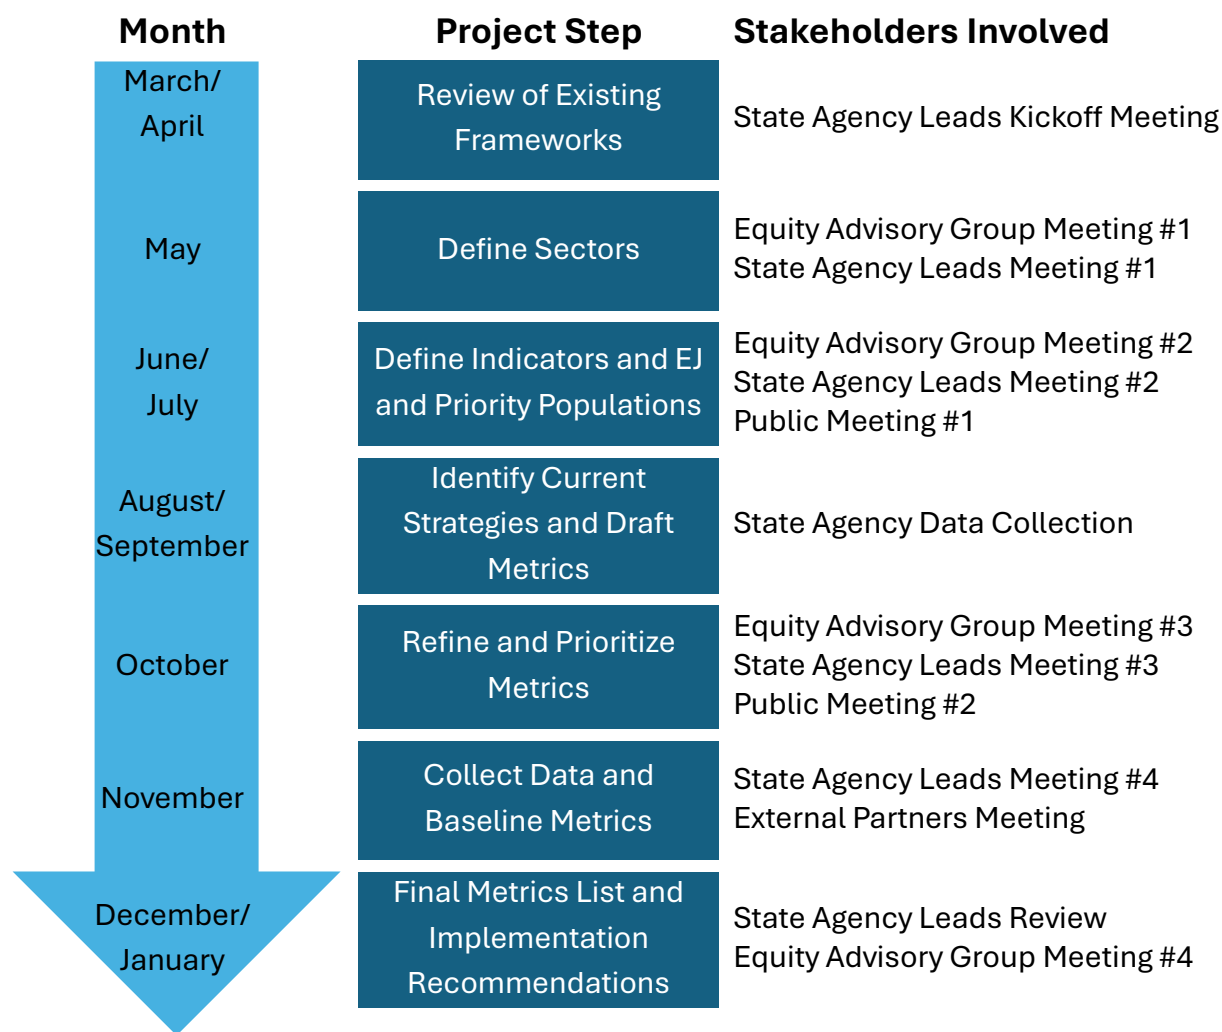 Month
Project Step
Stakeholders Involved
March/
April
Review of Existing
Frameworks
State Agency Leads Kickoff Meeting
May
Define Sectors
Equity Advisory Group Meeting #1
State Agency Leads Meeting #1
June/
July
Define Indicators and EJ
and Priority Populations
Equity Advisory Group Meeting #2
State Agency Leads Meeting #2
Public Meeting #1
August/
September
Identify Current
Strategies and Draft
Metrics
State Agency Data Collection
October
Refine and Prioritize
Metrics
Equity Advisory Group Meeting #3
State Agency Leads Meeting #3
Public Meeting #2
November
Collect Data and
Baseline Metrics
State Agency Leads Meeting #4
External Partners Meeting
December/
January
Final Metrics List and
Implementation
Recommendations
State Agency Leads Review
Equity Advisory Group Meeting #4